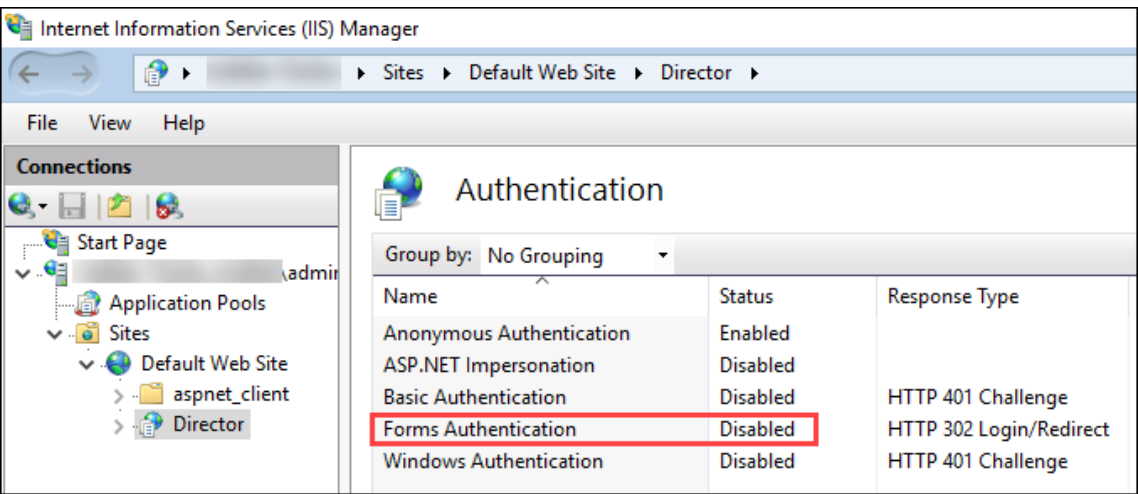 Internet Information Services (IIS) Manager
Sites Default Web Site Director
File View Help
Connections
Start Page
\admin
Application Pools
Sites
Default Web Site
aspnet_client
Director
Authentication
Group by: No Grouping
Name Status Response Type
Anonymous Authentication Enabled
ASP.NET Impersonation Disabled
Basic Authentication Disabled HTTP 401 Challenge
Forms Authentication Disabled HTTP 302 Login/Redirect
Windows Authentication Disabled HTTP 401 Challenge